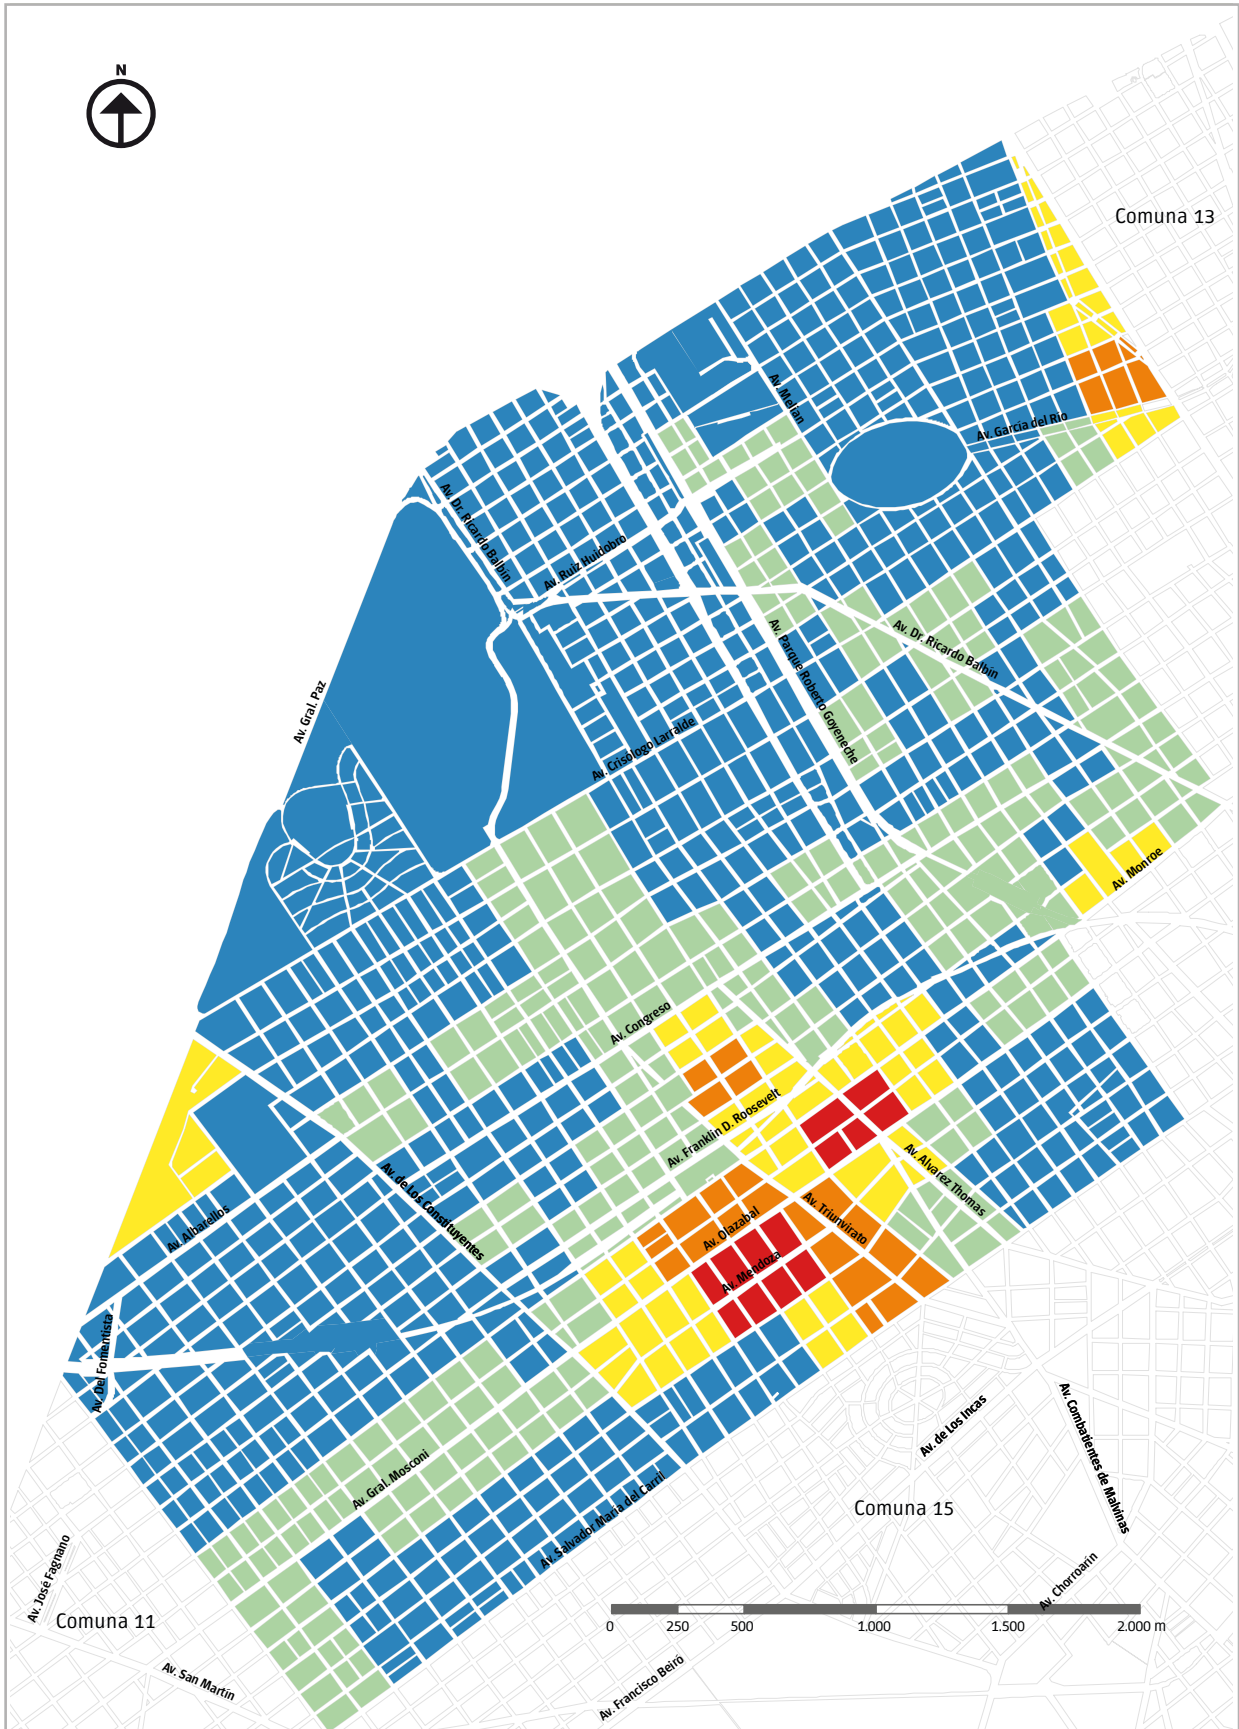 N
Comuna 13
Av. Melian
Av. García del Río
Av. Dr. Ricardo Balbín
Av. Ruiz Huidobro
Av. Dr. Ricardo Balbín
Av. Parque Roberto Goyeneche
Av. Gral. Paz
Av. Crisólogo Larralde
Av. Monroe
Av. Congreso
Av. Franklin D. Roosevelt
Av. Alvarez Thomas
Av. de Los Constituyentes
Av. Albarellos
Av. Triunvirato
Av. Olazabal
Av. Mendoza
Av. Del Fomentista
Av. de Los Incas
Av. Combatientes de Malvinas
Av. Gral. Mosconi
Av. Salvador María del Carril
Comuna 15
Av. José Fagnano
Av. Chorroarín
Comuna 11
0 250 500 1.000 1.500 2.000 m
Av. San Martín
Av. Francisco Beiró